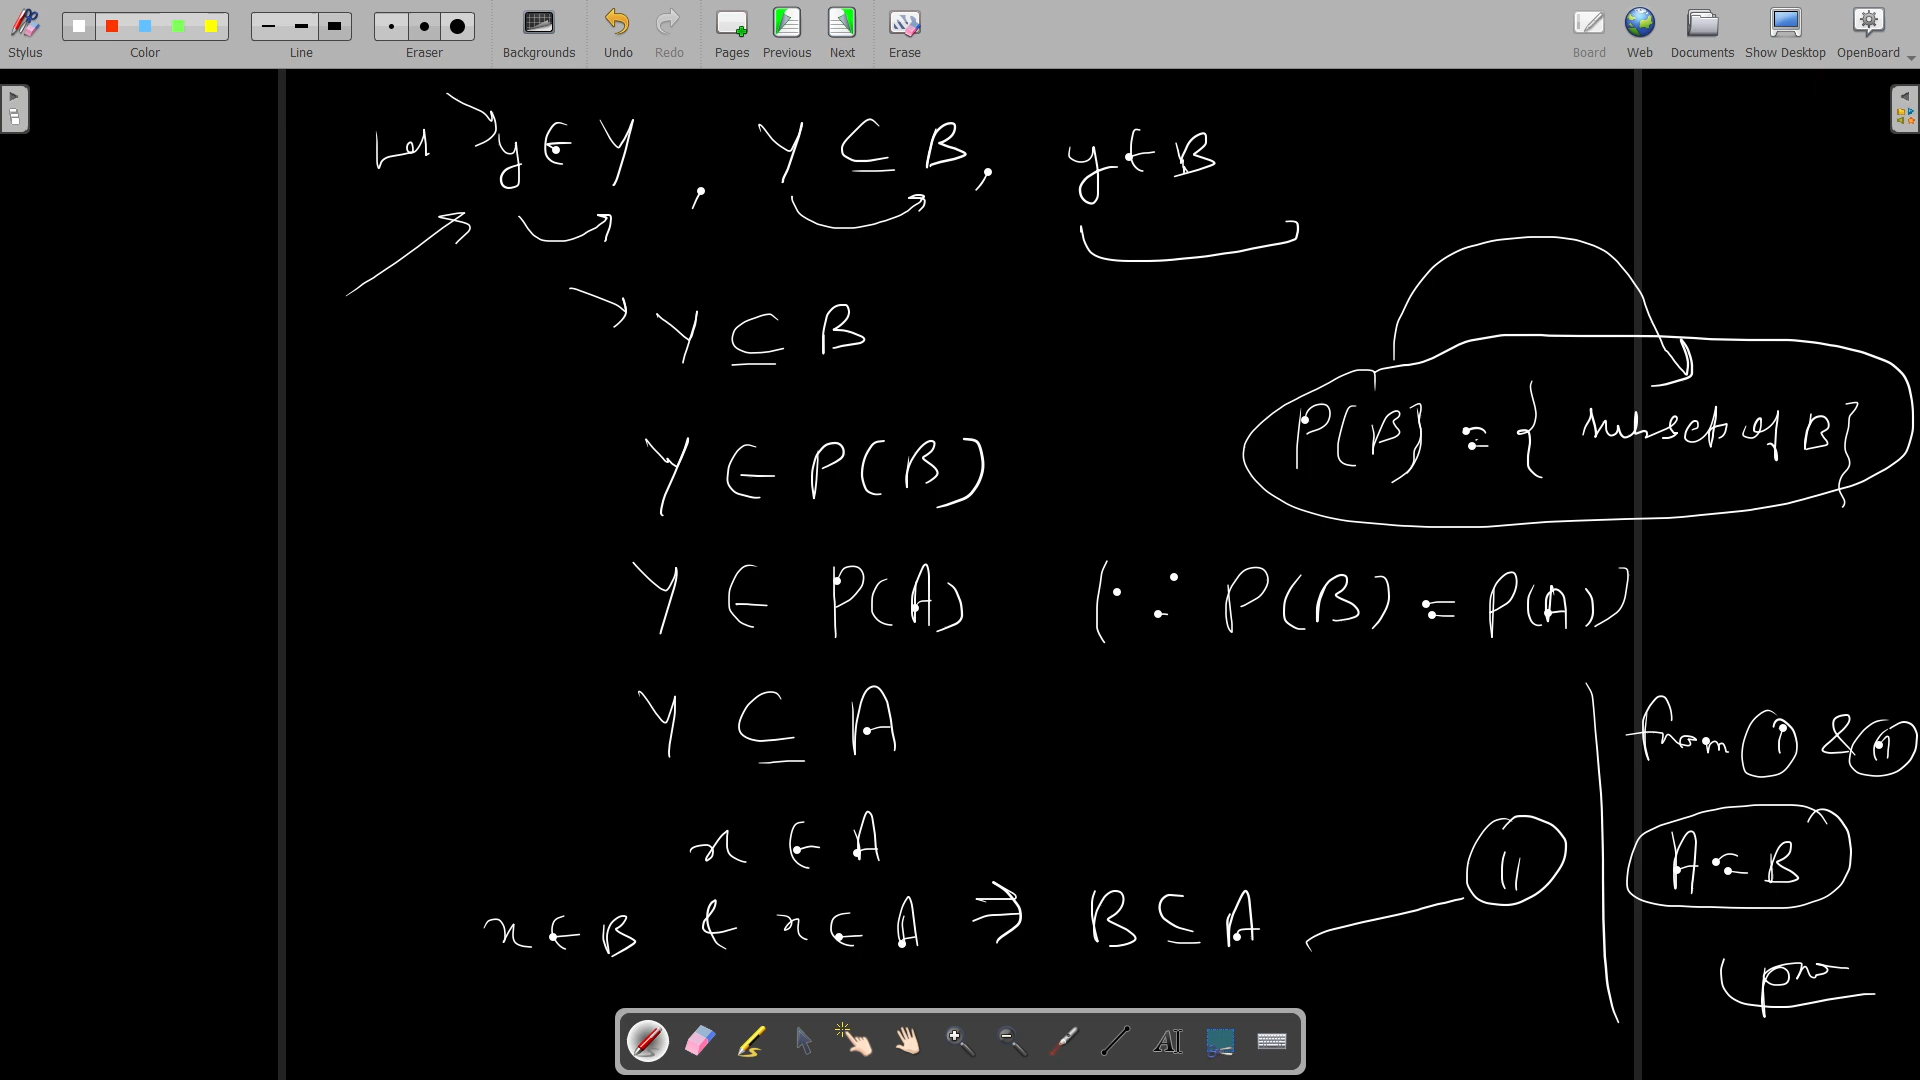 Stylus Color Line Eraser Backgrounds Undo Redo Pages Previous Next Erase Board Web Documents Show Desktop OpenBoard
Let y ∈ Y , Y ⊆ B , y ∈ B
Y ⊆ B
Y ∈ P(B)
P(B) = { subsets of B }
Y ∈ P(A) (∵ P(B) = P(A))
Y ⊆ A
from (i) & (ii)
x ∈ A
(11)
A = B
x ∈ B & x ∈ A ⇒ B ⊆ A